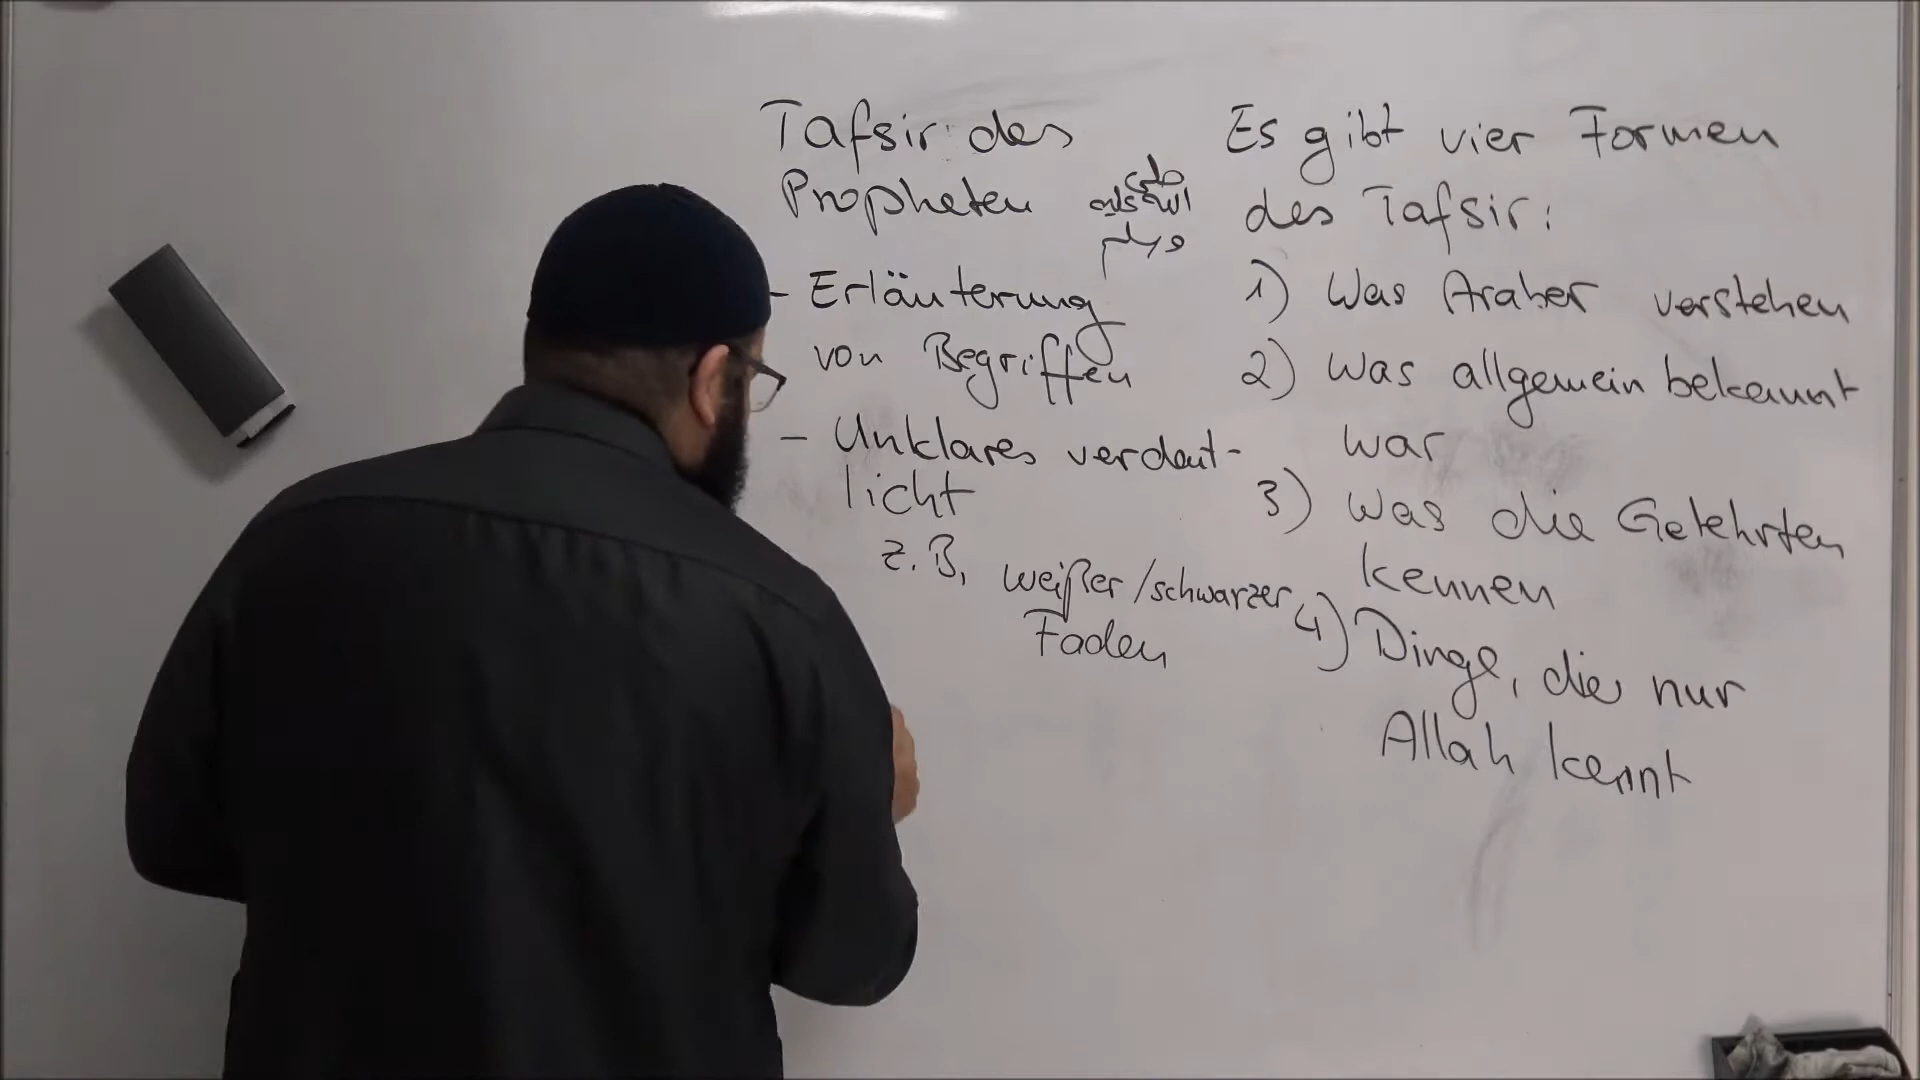 Tafsir des
Propheten صلى
الله عليه
وسلم
- Erläuterung
von Begriffen
- Unklares verdeut-
licht
z.B. weißer/schwarzer
Faden
Es gibt vier Formen
des Tafsir:
1) Was Araber verstehen
2) Was allgemein bekannt
war
3) Was die Gelehrten
kennen
4) Dinge, die nur
Allah kennt